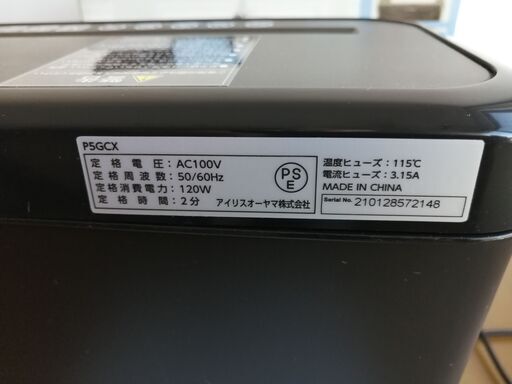 P5GCX
定格電圧: AC100V
定格周波数: 50/60Hz
定格消費電力: 120W
定格時間: 2分
PS
E
アイリスオーヤマ株式会社
温度ヒューズ: 115℃
電流ヒューズ: 3.15A
MADE IN CHINA
Serial No. 210128572148